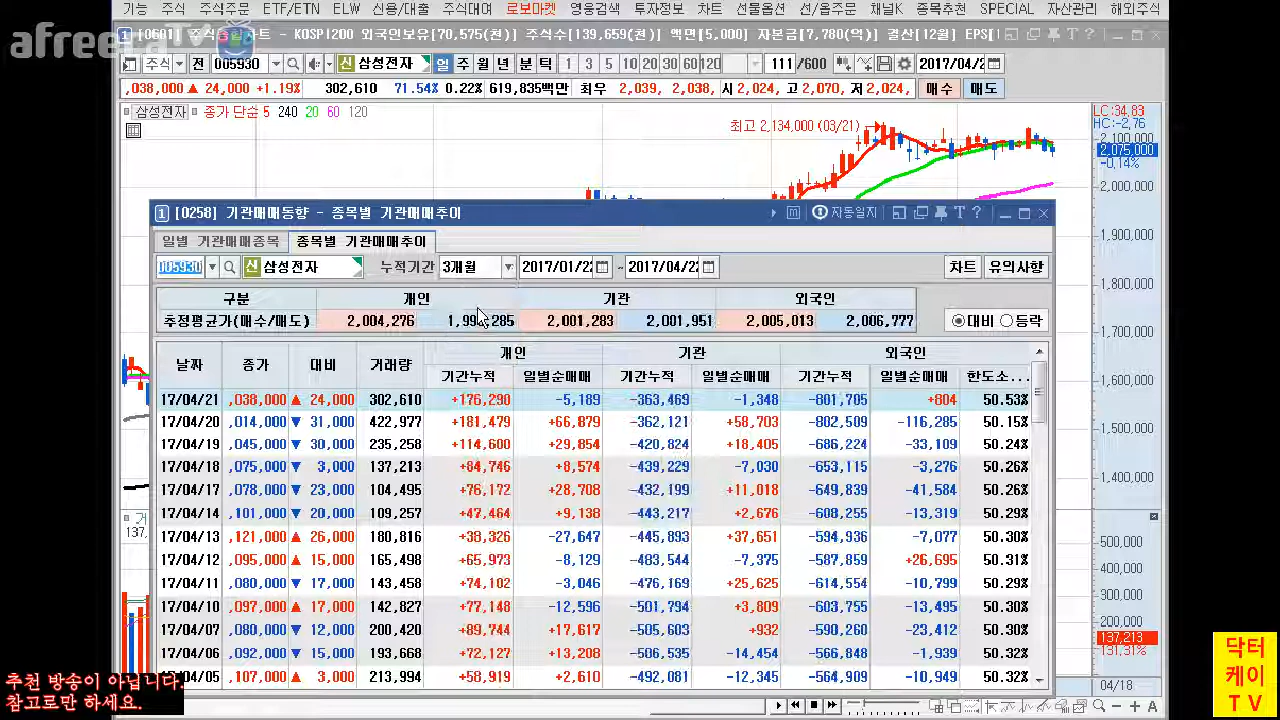 기능 주식 주식주문 ETF/ETN ELW 신용/대출 주식대여 로보마켓 영웅검색 투자정보 차트 선물옵션 선/옵주문 채널K 종목추천 SPECIAL 자산관리 해외주식
afreecaTV
KOSPI200 외국인보유[70,575(천)] 주식수[139,659(천)] 액면[5,000] 자본금[7,780(억)] 결산[12월] EPS[
주식 전 005930 신 삼성전자 일 주 월 년 분 틱 1 3 5 10 20 30 60 120 111 /600 2017/04/2
,038,000 ▲ 24,000 +1.19% 302,610 71.54% 0.22% 619,835백만 최우 2,039, 2,038, 시 2,024, 고 2,070, 저 2,024, 매수 매도
삼성전자 종가 단순 5 240 20 60 120
LC:34,83
HC:-2,76
최고 2,134,000 (03/21)
2,100,000
2,075,000
-0,14%
2,000,000
1,900,000
1,800,000
1,700,000
1,600,000
1,500,000
1,400,000
500,000
400,000
300,000
200,000
137,213
131,31%
04/18
1 [0258] 기관매매동향 - 종목별 기관매매추이 자동일지 T ?
일별 기관매매종목 종목별 기관매매추이
005930 신 삼성전자 누적기간 3개월 2017/01/22 ~ 2017/04/22 차트 유의사항
구분 개인 기관 외국인
추정평균가(매수/매도) 2,004,276 2,001,283 2,001,951 2,005,013 2,006,777 대비 등락
날짜 종가 대비 거래량 개인 기관 외국인
기간누적 일별순매매 기간누적 일별순매매 기간누적 일별순매매 한도소...
17/04/21 ,038,000 ▲ 24,000 302,610 +176,290 -5,189 -363,469 -1,348 -801,705 +804 50.53%
17/04/20 ,014,000 ▼ 31,000 422,977 +181,479 +66,879 -362,121 +58,703 -802,509 -116,285 50.15%
17/04/19 ,045,000 ▼ 30,000 235,258 +114,600 +29,854 -420,824 +18,405 -686,224 -33,109 50.24%
17/04/18 ,075,000 ▼ 3,000 137,213 +84,746 +8,574 -439,229 -7,030 -653,115 -3,276 50.26%
17/04/17 ,078,000 ▼ 23,000 104,495 +76,172 +28,708 -432,199 +11,018 -649,839 -41,584 50.26%
17/04/14 ,101,000 ▼ 20,000 109,257 +47,464 +9,138 -443,217 +2,676 -608,255 -13,319 50.29%
17/04/13 ,121,000 ▲ 26,000 180,816 +38,326 -27,647 -445,893 +37,651 -594,936 -7,077 50.30%
17/04/12 ,095,000 ▲ 15,000 165,498 +65,973 -8,129 -483,544 -7,375 -587,859 +26,695 50.31%
17/04/11 ,080,000 ▼ 17,000 143,458 +74,102 -3,046 -476,169 +25,625 -614,554 -10,799 50.29%
17/04/10 ,097,000 ▲ 17,000 142,827 +77,148 -12,596 -501,794 +3,809 -603,755 -13,495 50.30%
17/04/07 ,080,000 ▼ 12,000 200,420 +89,744 +17,617 -505,603 +932 -590,260 -23,412 50.30%
17/04/06 ,092,000 ▼ 15,000 193,668 +72,127 +13,208 -506,535 -14,454 -566,848 -1,939 50.32%
/05 ,107,000 ▲ 3,000 213,994 +58,919 +2,610 -492,081 -12,345 -564,909 -10,949 50.32%
137,
추천 방송이 아닙니다.
참고로만 하세요.
닥터
케이
TV